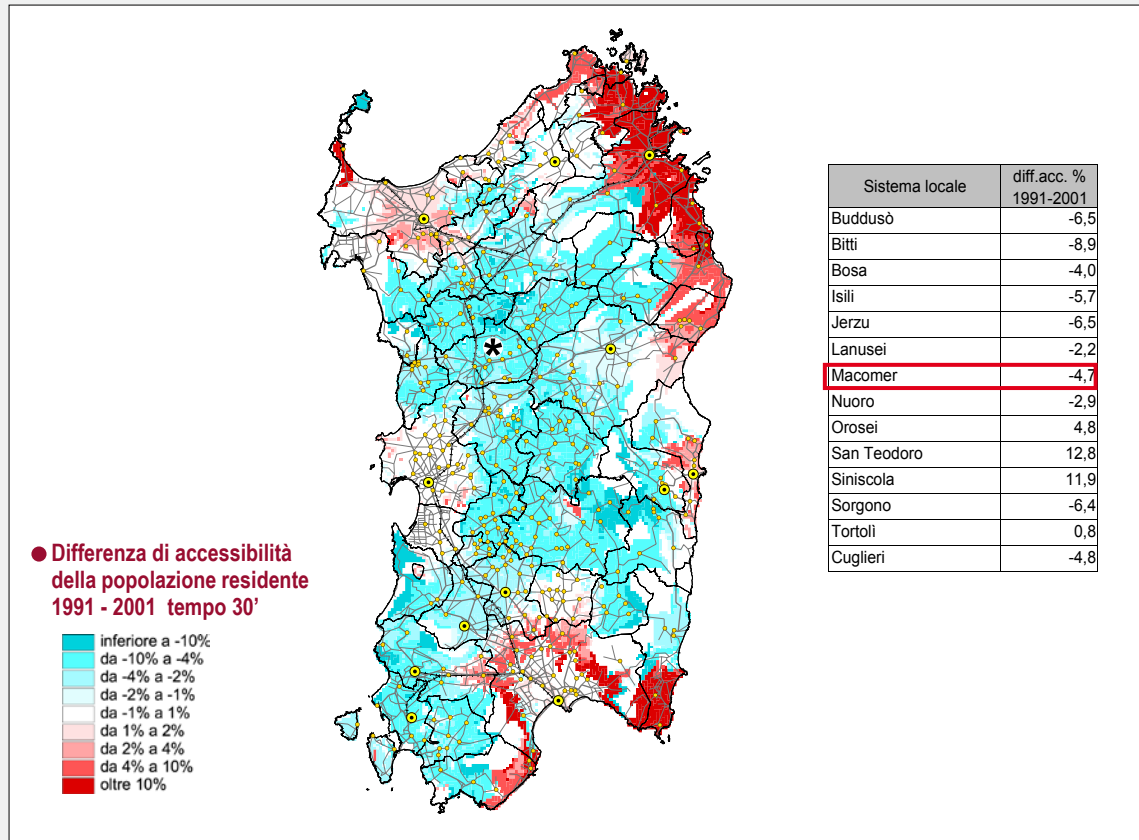 Sistema locale diff.acc. % 1991-2001
Buddusò -6,5
Bitti -8,9
Bosa -4,0
Isili -5,7
Jerzu -6,5
Lanusei -2,2
Macomer -4,7
Nuoro -2,9
Orosei 4,8
San Teodoro 12,8
Siniscola 11,9
Sorgono -6,4
Tortolì 0,8
Cuglieri -4,8
*
Differenza di accessibilità
della popolazione residente
1991 - 2001 tempo 30'
inferiore a -10%
da -10% a -4%
da -4% a -2%
da -2% a -1%
da -1% a 1%
da 1% a 2%
da 2% a 4%
da 4% a 10%
oltre 10%